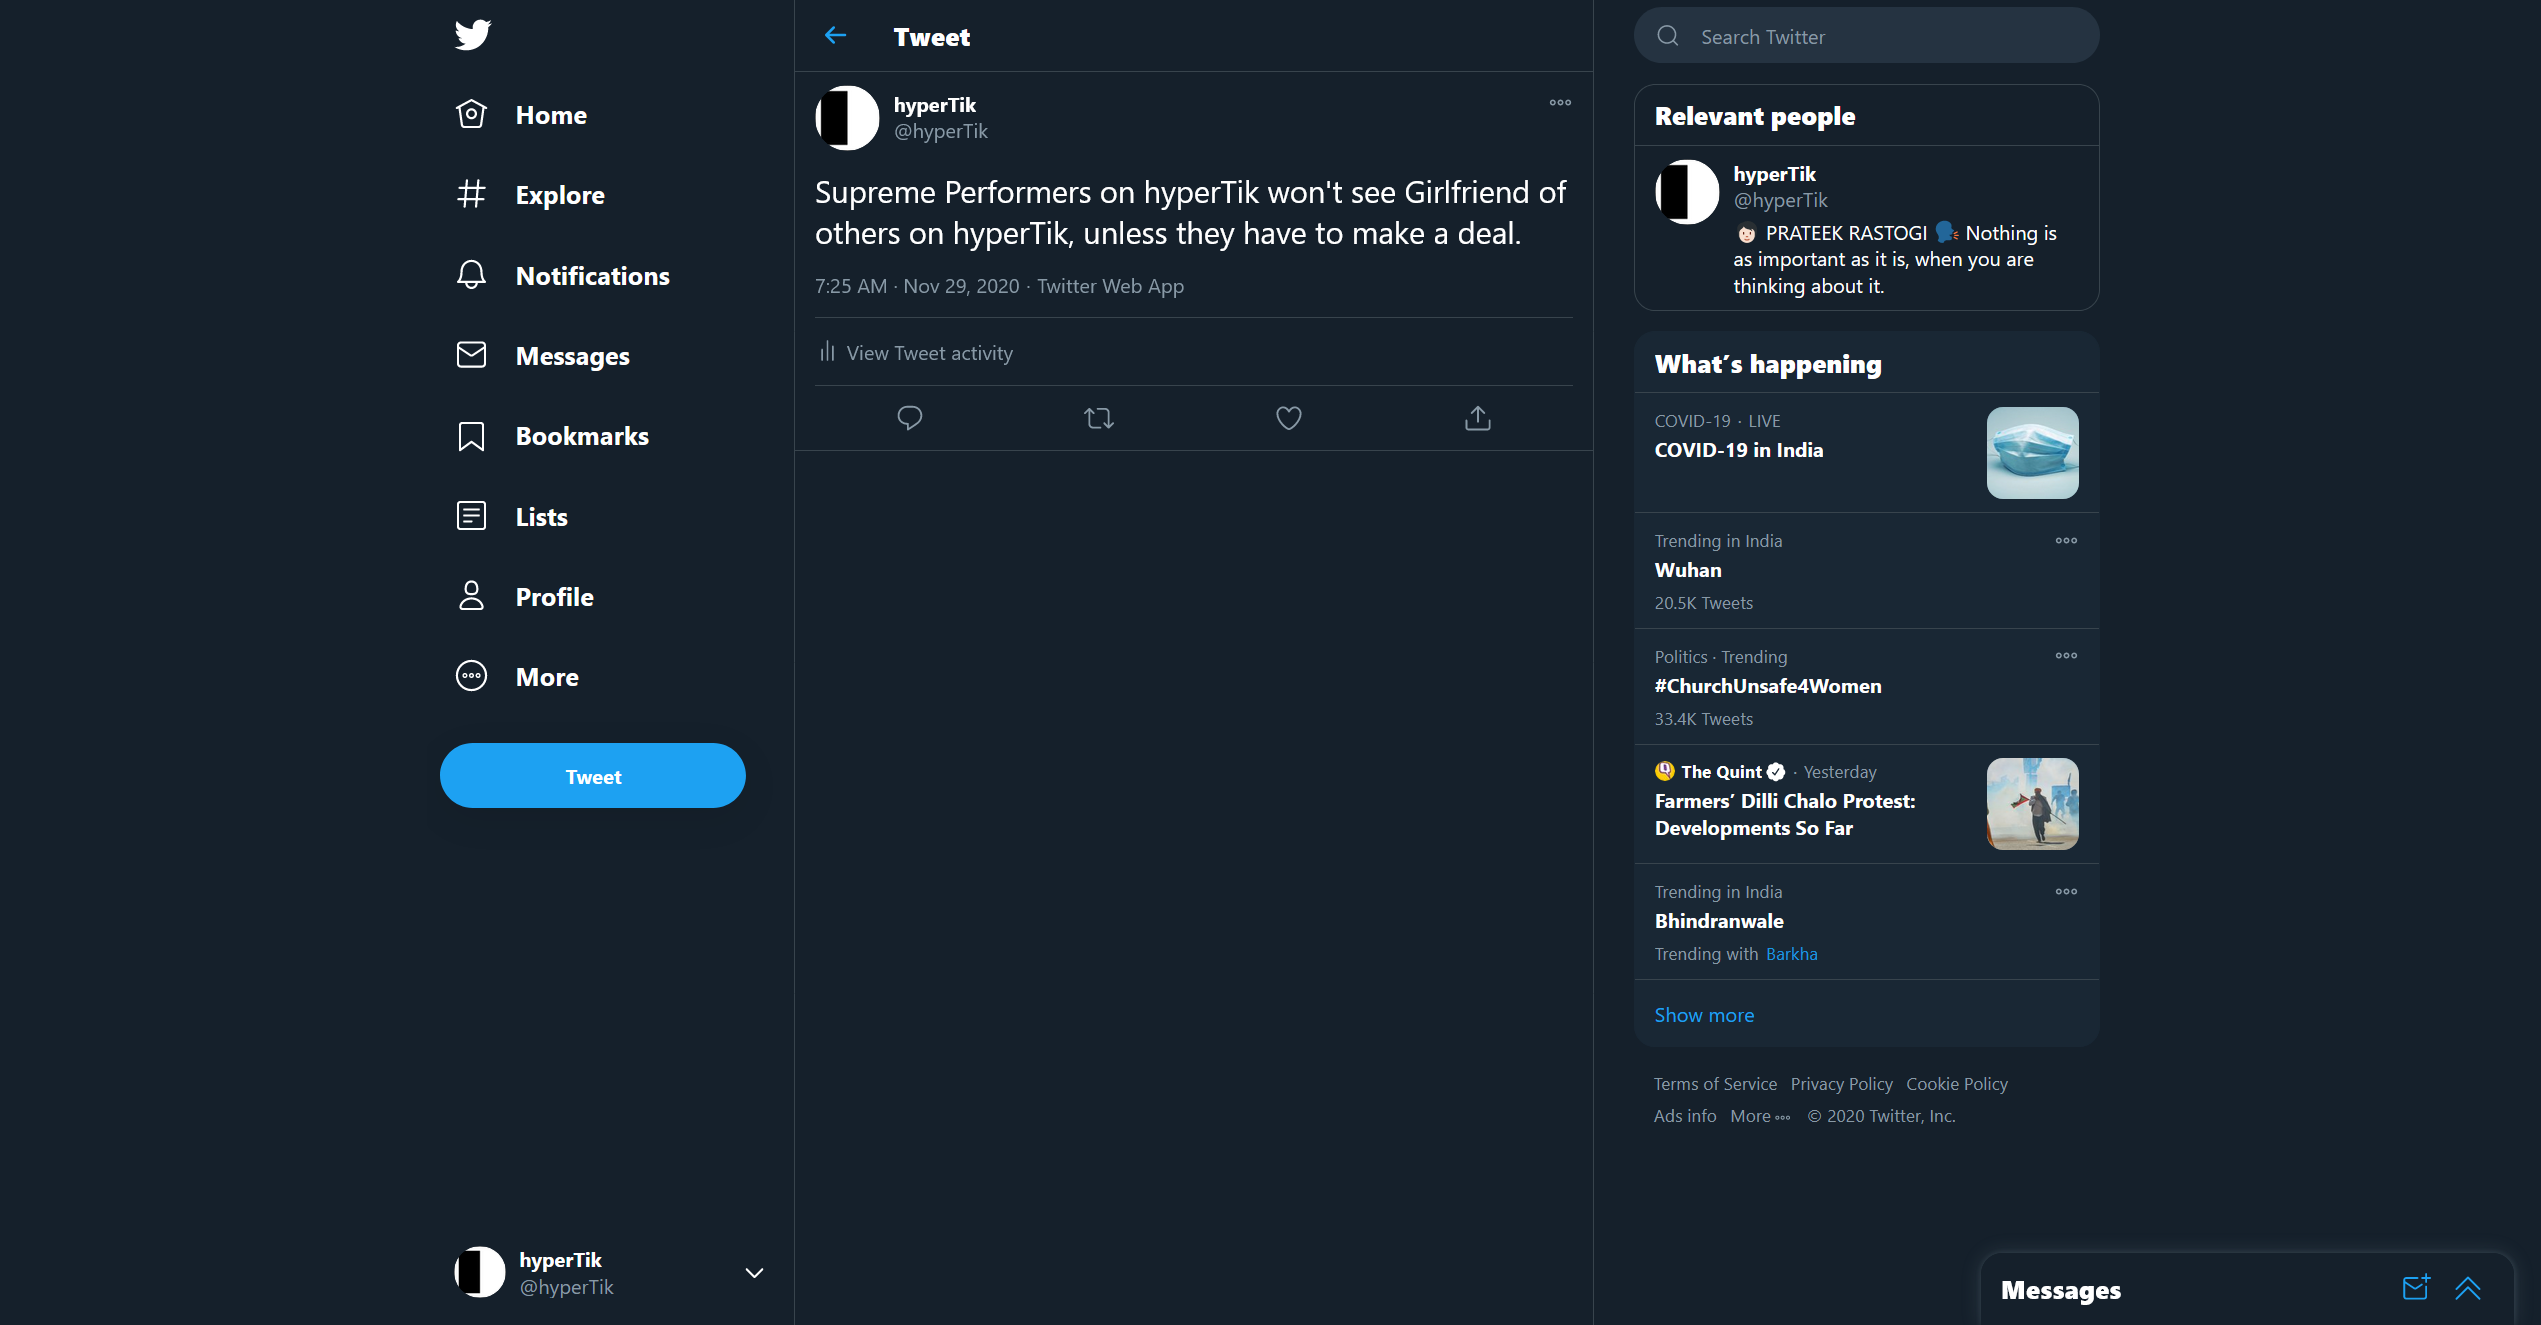 Home
Explore
Notifications
Messages
Bookmarks
Lists
Profile
More
Tweet
hyperTik
@hyperTik
Tweet
hyperTik
@hyperTik
Supreme Performers on hyperTik won't see Girlfriend of
others on hyperTik, unless they have to make a deal.
7:25 AM · Nov 29, 2020 · Twitter Web App
View Tweet activity
Search Twitter
Relevant people
hyperTik
@hyperTik
PRATEEK RASTOGI Nothing is
as important as it is, when you are
thinking about it.
What's happening
COVID-19 · LIVE
COVID-19 in India
Trending in India
Wuhan
20.5K Tweets
Politics · Trending
#ChurchUnsafe4Women
33.4K Tweets
The Quint · Yesterday
Farmers' Dilli Chalo Protest:
Developments So Far
Trending in India
Bhindranwale
Trending with Barkha
Show more
Terms of Service Privacy Policy Cookie Policy
Ads info More © 2020 Twitter, Inc.
Messages